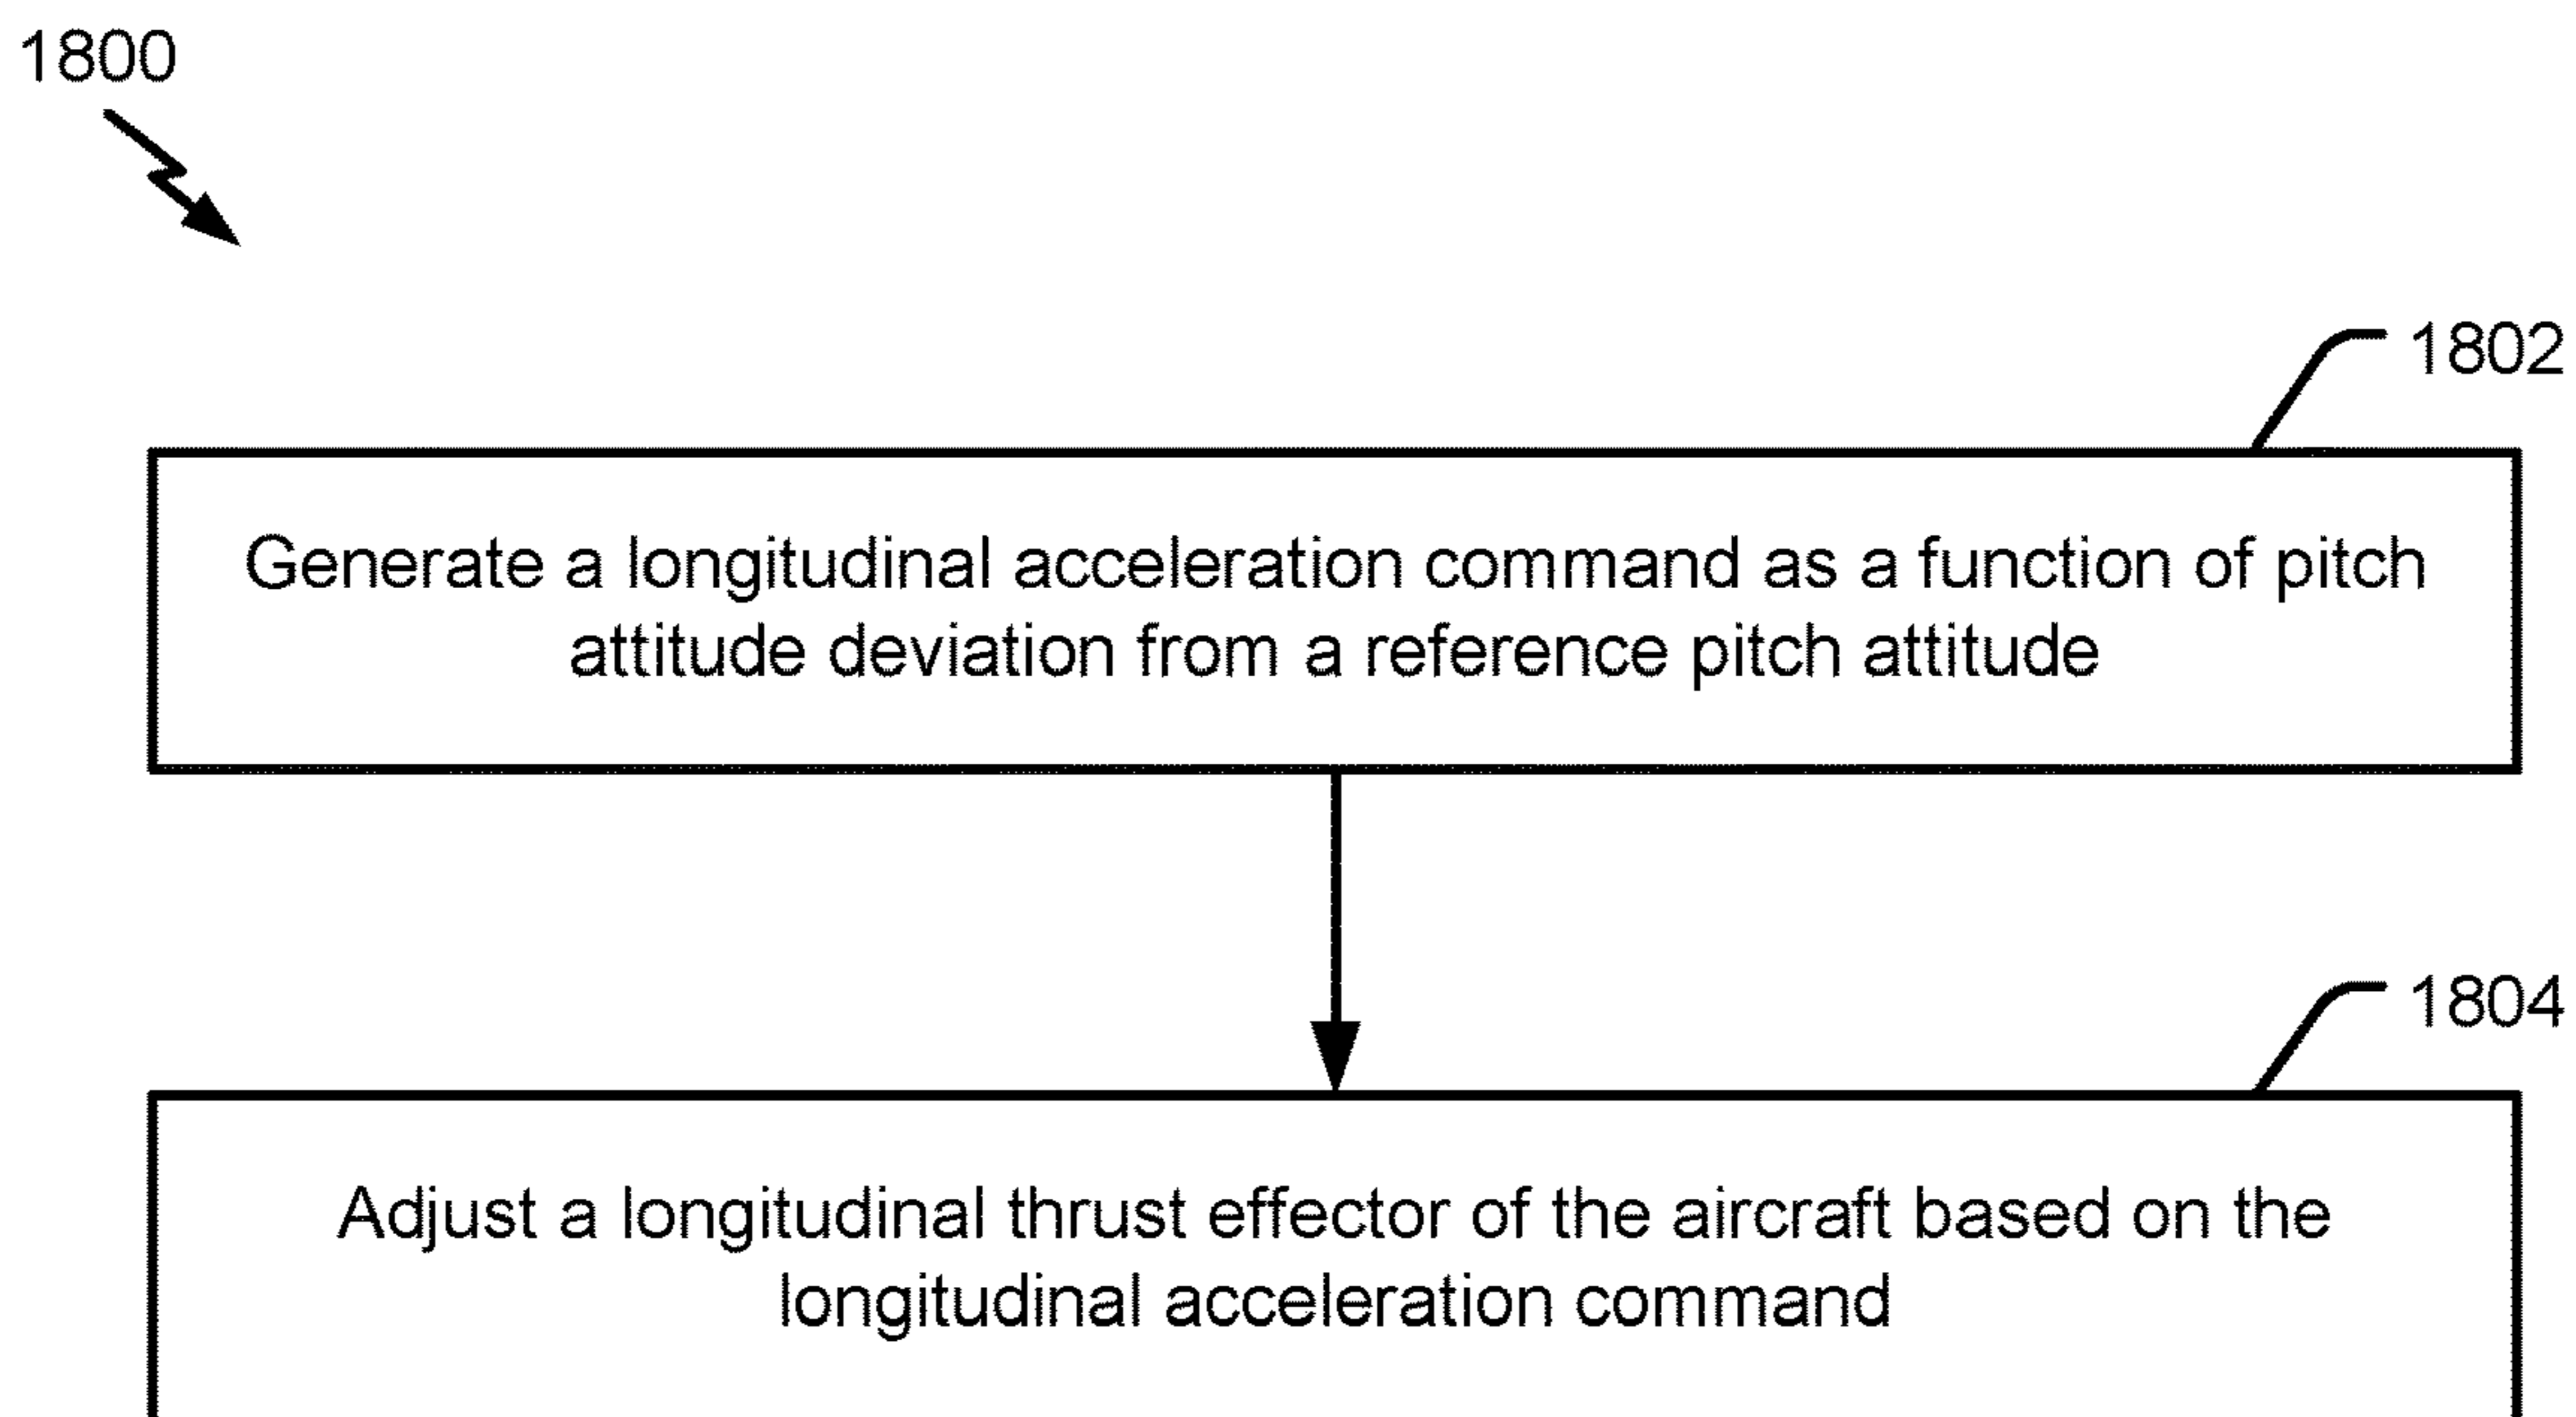 1800
1802
Generate a longitudinal acceleration command as a function of pitch
attitude deviation from a reference pitch attitude
1804
Adjust a longitudinal thrust effector of the aircraft based on the
longitudinal acceleration command